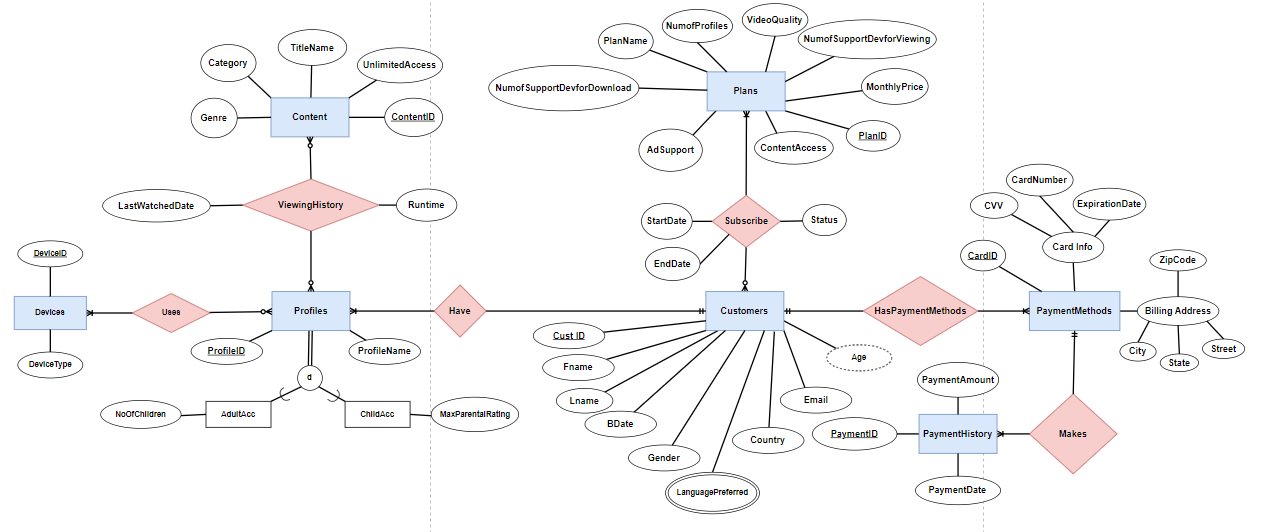 VideoQuality
NumofProfiles
PlanName
NumofSupportDevforViewing
TitleName
Category
UnlimitedAccess
NumofSupportDevforDownload
Plans
MonthlyPrice
Genre
Content
ContentID
AdSupport
ContentAccess
PlanID
CardNumber
CVV
ExpirationDate
LastWatchedDate
ViewingHistory
Runtime
StartDate
Subscribe
Status
Card Info
DeviceID
EndDate
CardID
ZipCode
Devices
Uses
Profiles
Have
Customers
HasPaymentMethods
PaymentMethods
Billing Address
ProfileID
ProfileName
Cust ID
Age
City
State
Street
DeviceType
Fname
d
PaymentAmount
Lname
Email
NoOfChildren
AdultAcc
ChildAcc
MaxParentalRating
BDate
Country
PaymentID
PaymentHistory
Makes
Gender
LanguagePreferred
PaymentDate